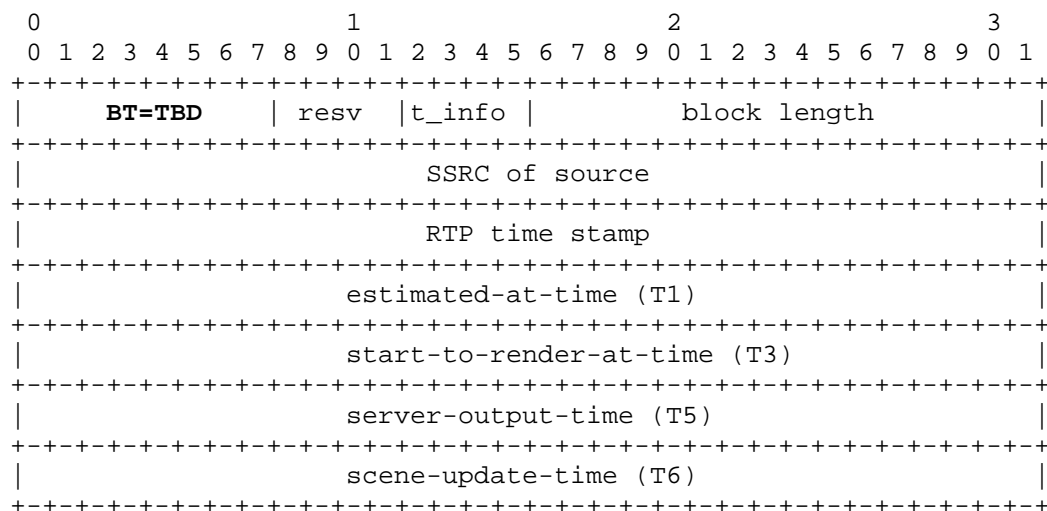 0                   1                   2                   3
 0 1 2 3 4 5 6 7 8 9 0 1 2 3 4 5 6 7 8 9 0 1 2 3 4 5 6 7 8 9 0 1
+-+-+-+-+-+-+-+-+-+-+-+-+-+-+-+-+-+-+-+-+-+-+-+-+-+-+-+-+-+-+-+-+
|     BT=TBD    | resv  |t_info |         block length          |
+-+-+-+-+-+-+-+-+-+-+-+-+-+-+-+-+-+-+-+-+-+-+-+-+-+-+-+-+-+-+-+-+
|                         SSRC of source                        |
+-+-+-+-+-+-+-+-+-+-+-+-+-+-+-+-+-+-+-+-+-+-+-+-+-+-+-+-+-+-+-+-+
|                         RTP time stamp                        |
+-+-+-+-+-+-+-+-+-+-+-+-+-+-+-+-+-+-+-+-+-+-+-+-+-+-+-+-+-+-+-+-+
|                    estimated-at-time (T1)                     |
+-+-+-+-+-+-+-+-+-+-+-+-+-+-+-+-+-+-+-+-+-+-+-+-+-+-+-+-+-+-+-+-+
|                    start-to-render-at-time (T3)               |
+-+-+-+-+-+-+-+-+-+-+-+-+-+-+-+-+-+-+-+-+-+-+-+-+-+-+-+-+-+-+-+-+
|                    server-output-time (T5)                    |
+-+-+-+-+-+-+-+-+-+-+-+-+-+-+-+-+-+-+-+-+-+-+-+-+-+-+-+-+-+-+-+-+
|                    scene-update-time (T6)                     |
+-+-+-+-+-+-+-+-+-+-+-+-+-+-+-+-+-+-+-+-+-+-+-+-+-+-+-+-+-+-+-+-+